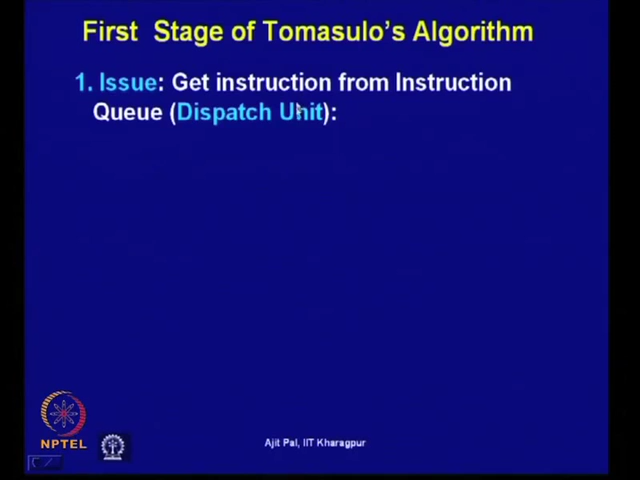 First Stage of Tomasulo's Algorithm
1. Issue: Get instruction from Instruction
Queue (Dispatch Unit):
NPTEL
Ajit Pal, IIT Kharagpur